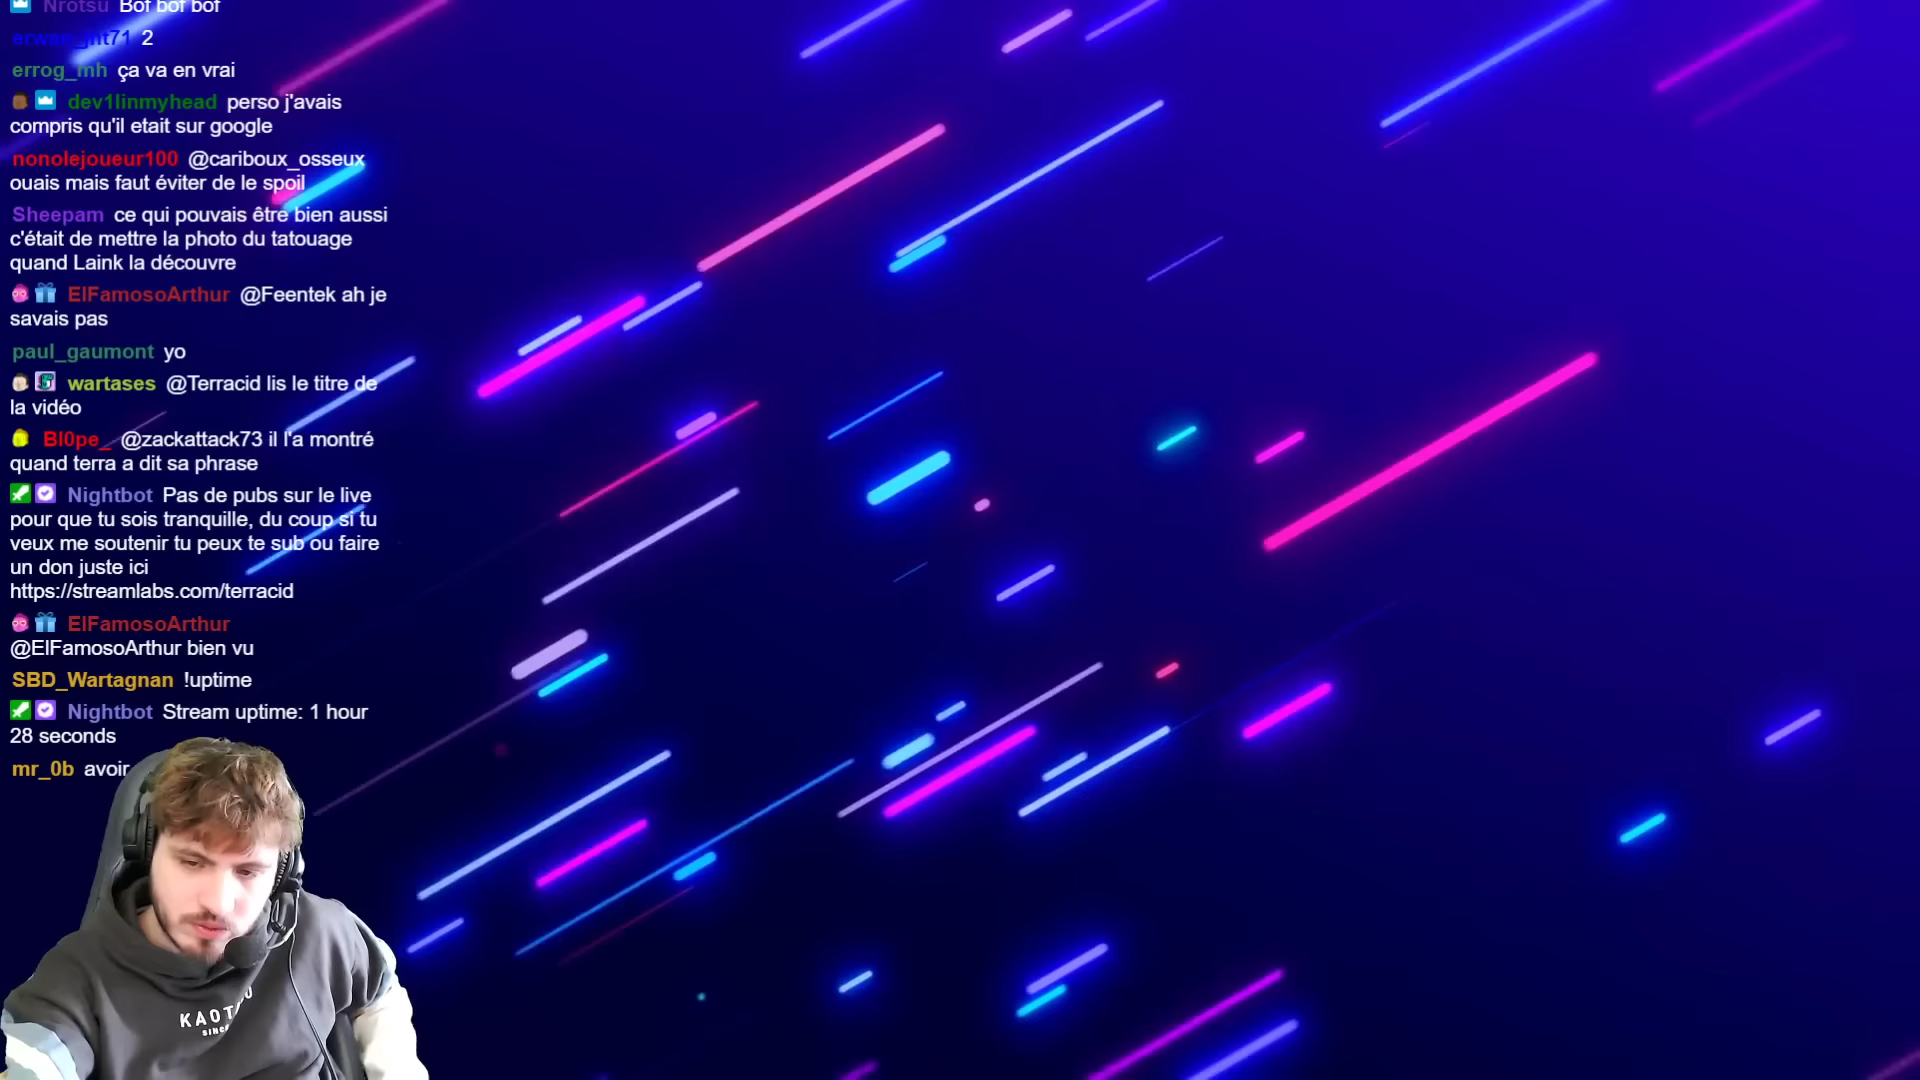 Nrotsu Bof bof bof
2
errog_mh ça va en vrai
dev1linmyhead perso j'avais
compris qu'il etait sur google
nonolejoueur100 @cariboux_osseux
ouais mais faut éviter de le spoil
Sheepam ce qui pouvais être bien aussi
c'était de mettre la photo du tatouage
quand Laink la découvre
ElFamosoArthur @Feentek ah je
savais pas
paul_gaumont yo
wartases @Terracid lis le titre de
la vidéo
Bl0pe_ @zackattack73 il l'a montré
quand terra a dit sa phrase
Nightbot Pas de pubs sur le live
pour que tu sois tranquille, du coup si tu
veux me soutenir tu peux te sub ou faire
un don juste ici
https://streamlabs.com/terracid
ElFamosoArthur
@ElFamosoArthur bien vu
SBD_Wartagnan !uptime
Nightbot Stream uptime: 1 hour
28 seconds
mr_0b avoir